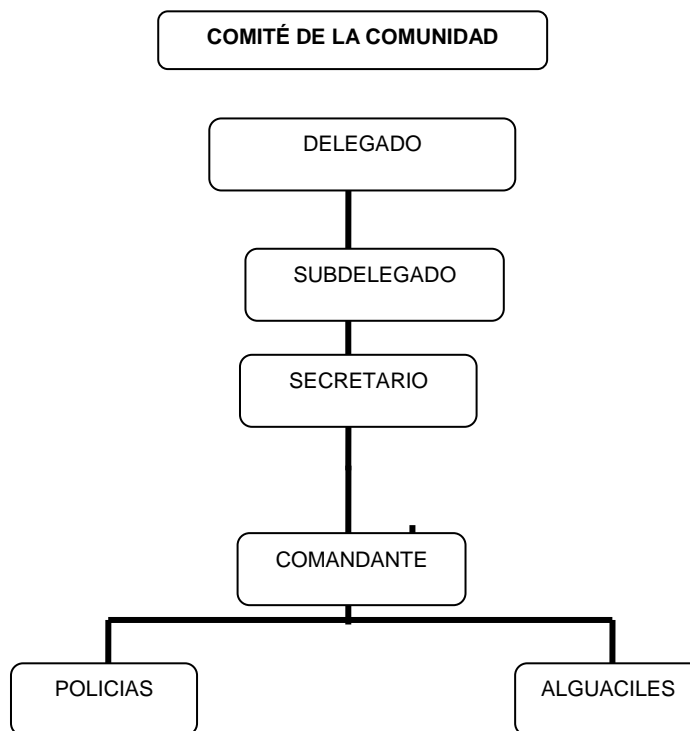 COMITÉ DE LA COMUNIDAD
DELEGADO
SUBDELEGADO
SECRETARIO
COMANDANTE
POLICIAS
ALGUACILES